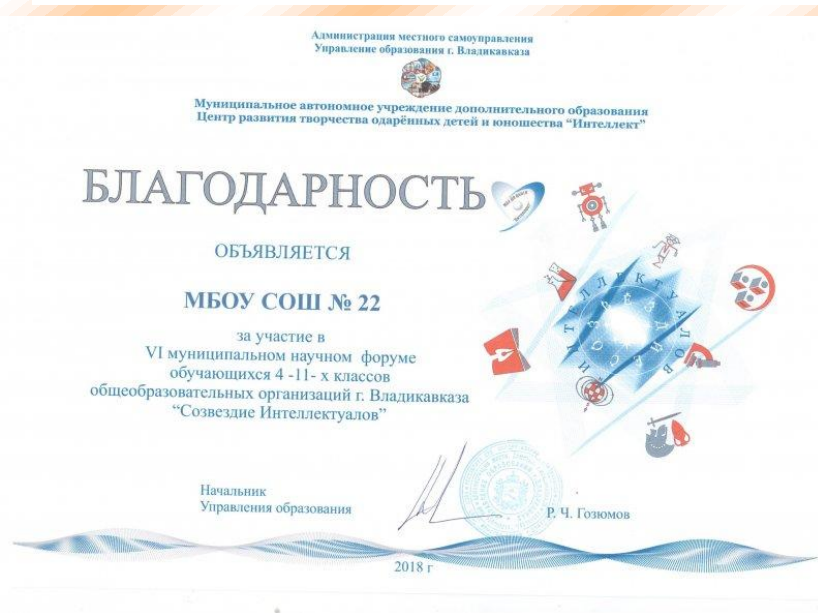 Администрация местного самоуправления
Управление образования г. Владикавказа
Муниципальное автономное учреждение дополнительного образования
Центр развития творчества одарённых детей и юношества “Интеллект”
БЛАГОДАРНОСТЬ
ОБЪЯВЛЯЕТСЯ
МБОУ СОШ № 22
за участие в
VI муниципальном научном форуме
обучающихся 4 -11- х классов
общеобразовательных организаций г. Владикавказа
“Созвездие Интеллектуалов”
СОЗВЕЗДИЕ
ИНТЕЛЛЕКТУАЛОВ
Начальник
Управления образования
Р. Ч. Гозюмов
2018 г